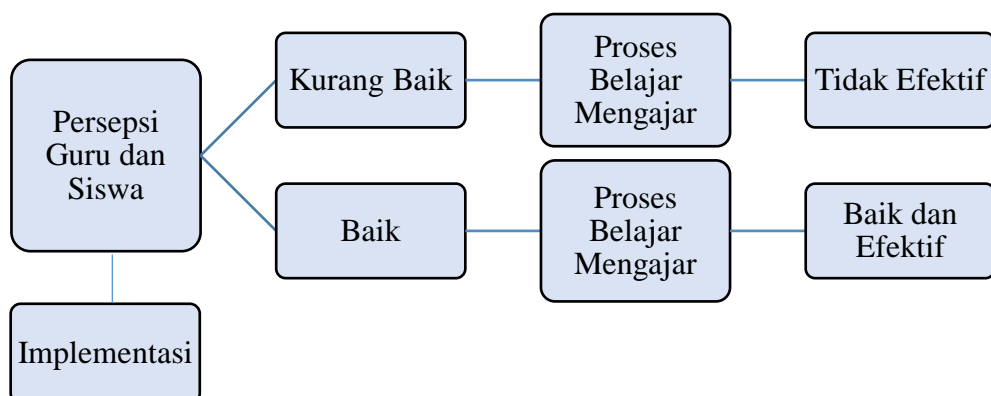 Persepsi
Guru dan
Siswa
Kurang Baik
Proses
Belajar
Mengajar
Tidak Efektif
Baik
Proses
Belajar
Mengajar
Baik dan
Efektif
Implementasi